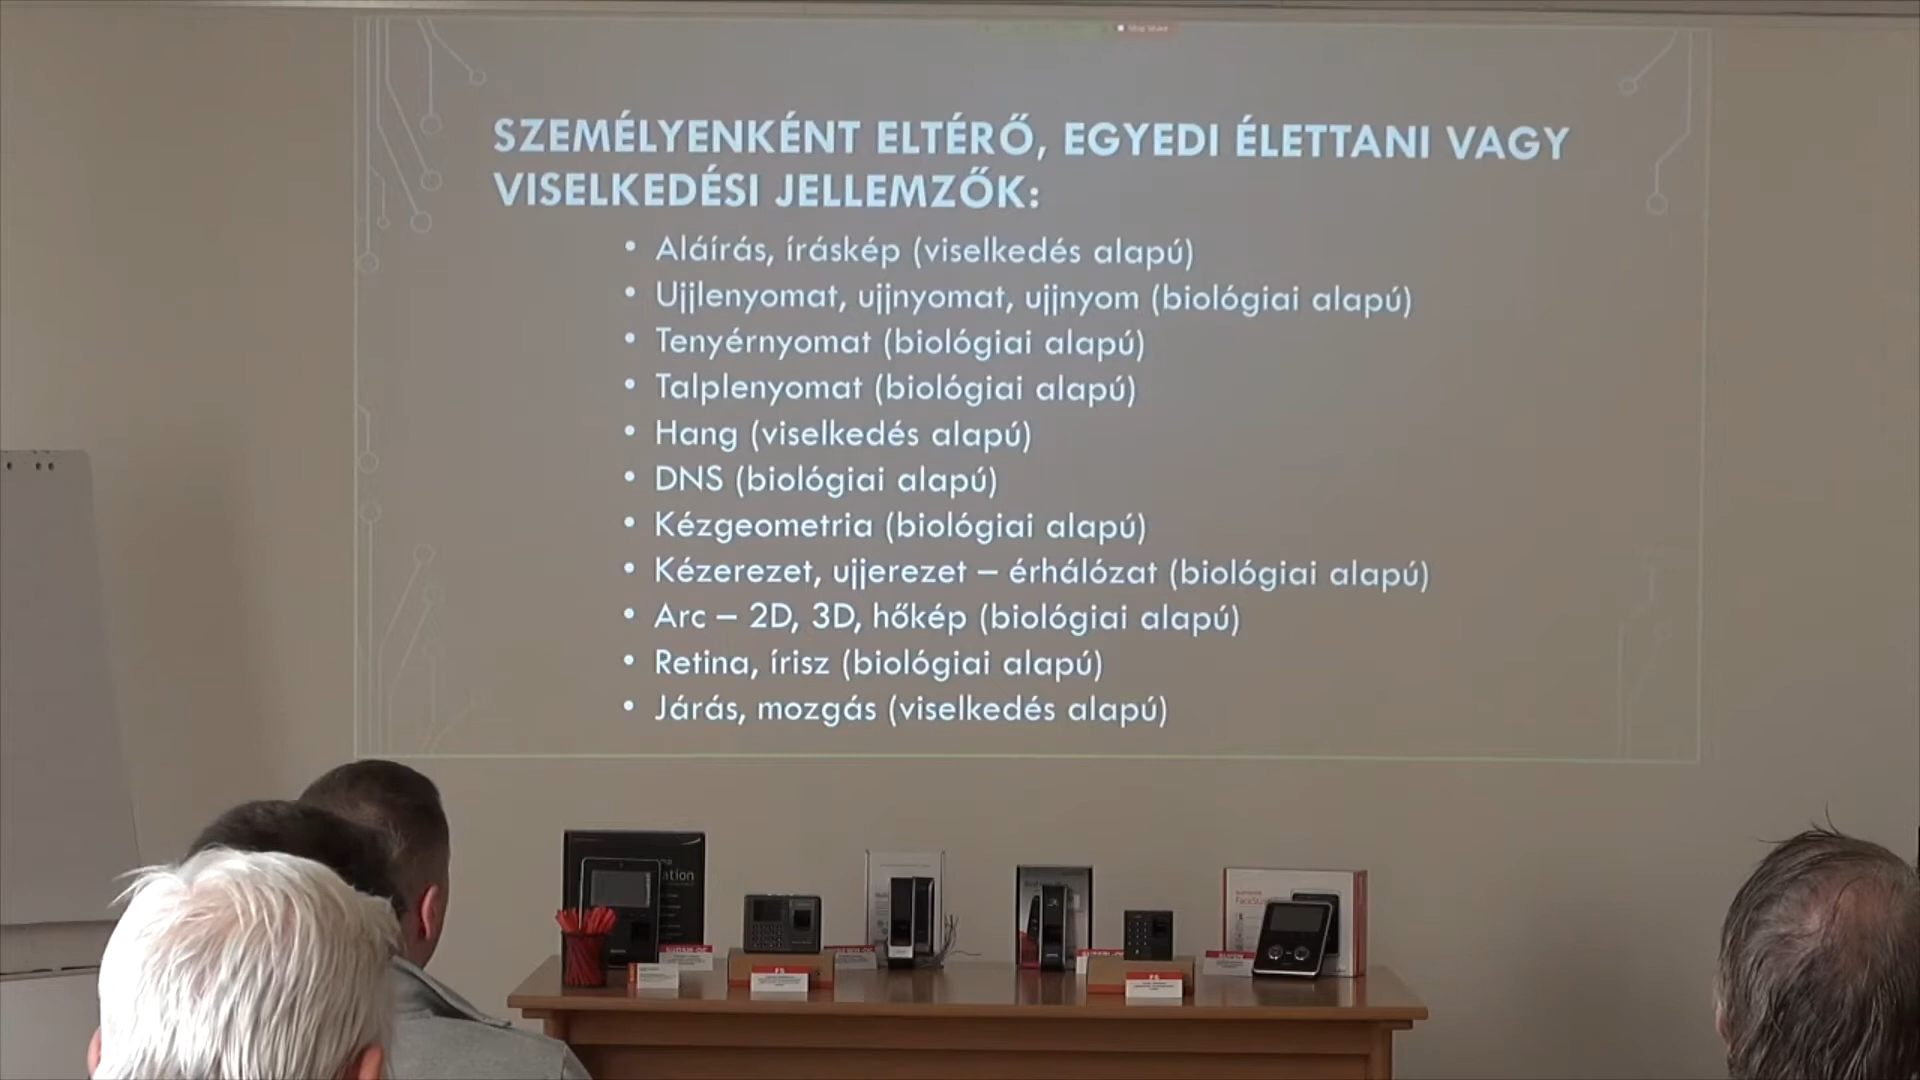 Stop Share
SZEMÉLYENKÉNT ELTÉRŐ, EGYEDI ÉLETTANI VAGY
VISELKEDÉSI JELLEMZŐK:
• Aláírás, íráskép (viselkedés alapú)
• Ujjlenyomat, ujjnyomat, ujjnyom (biológiai alapú)
• Tenyérnyomat (biológiai alapú)
• Talplenyomat (biológiai alapú)
• Hang (viselkedés alapú)
• DNS (biológiai alapú)
• Kézgeometria (biológiai alapú)
• Kézerezet, ujjerezet – érhálózat (biológiai alapú)
• Arc – 2D, 3D, hőkép (biológiai alapú)
• Retina, írisz (biológiai alapú)
• Járás, mozgás (viselkedés alapú)